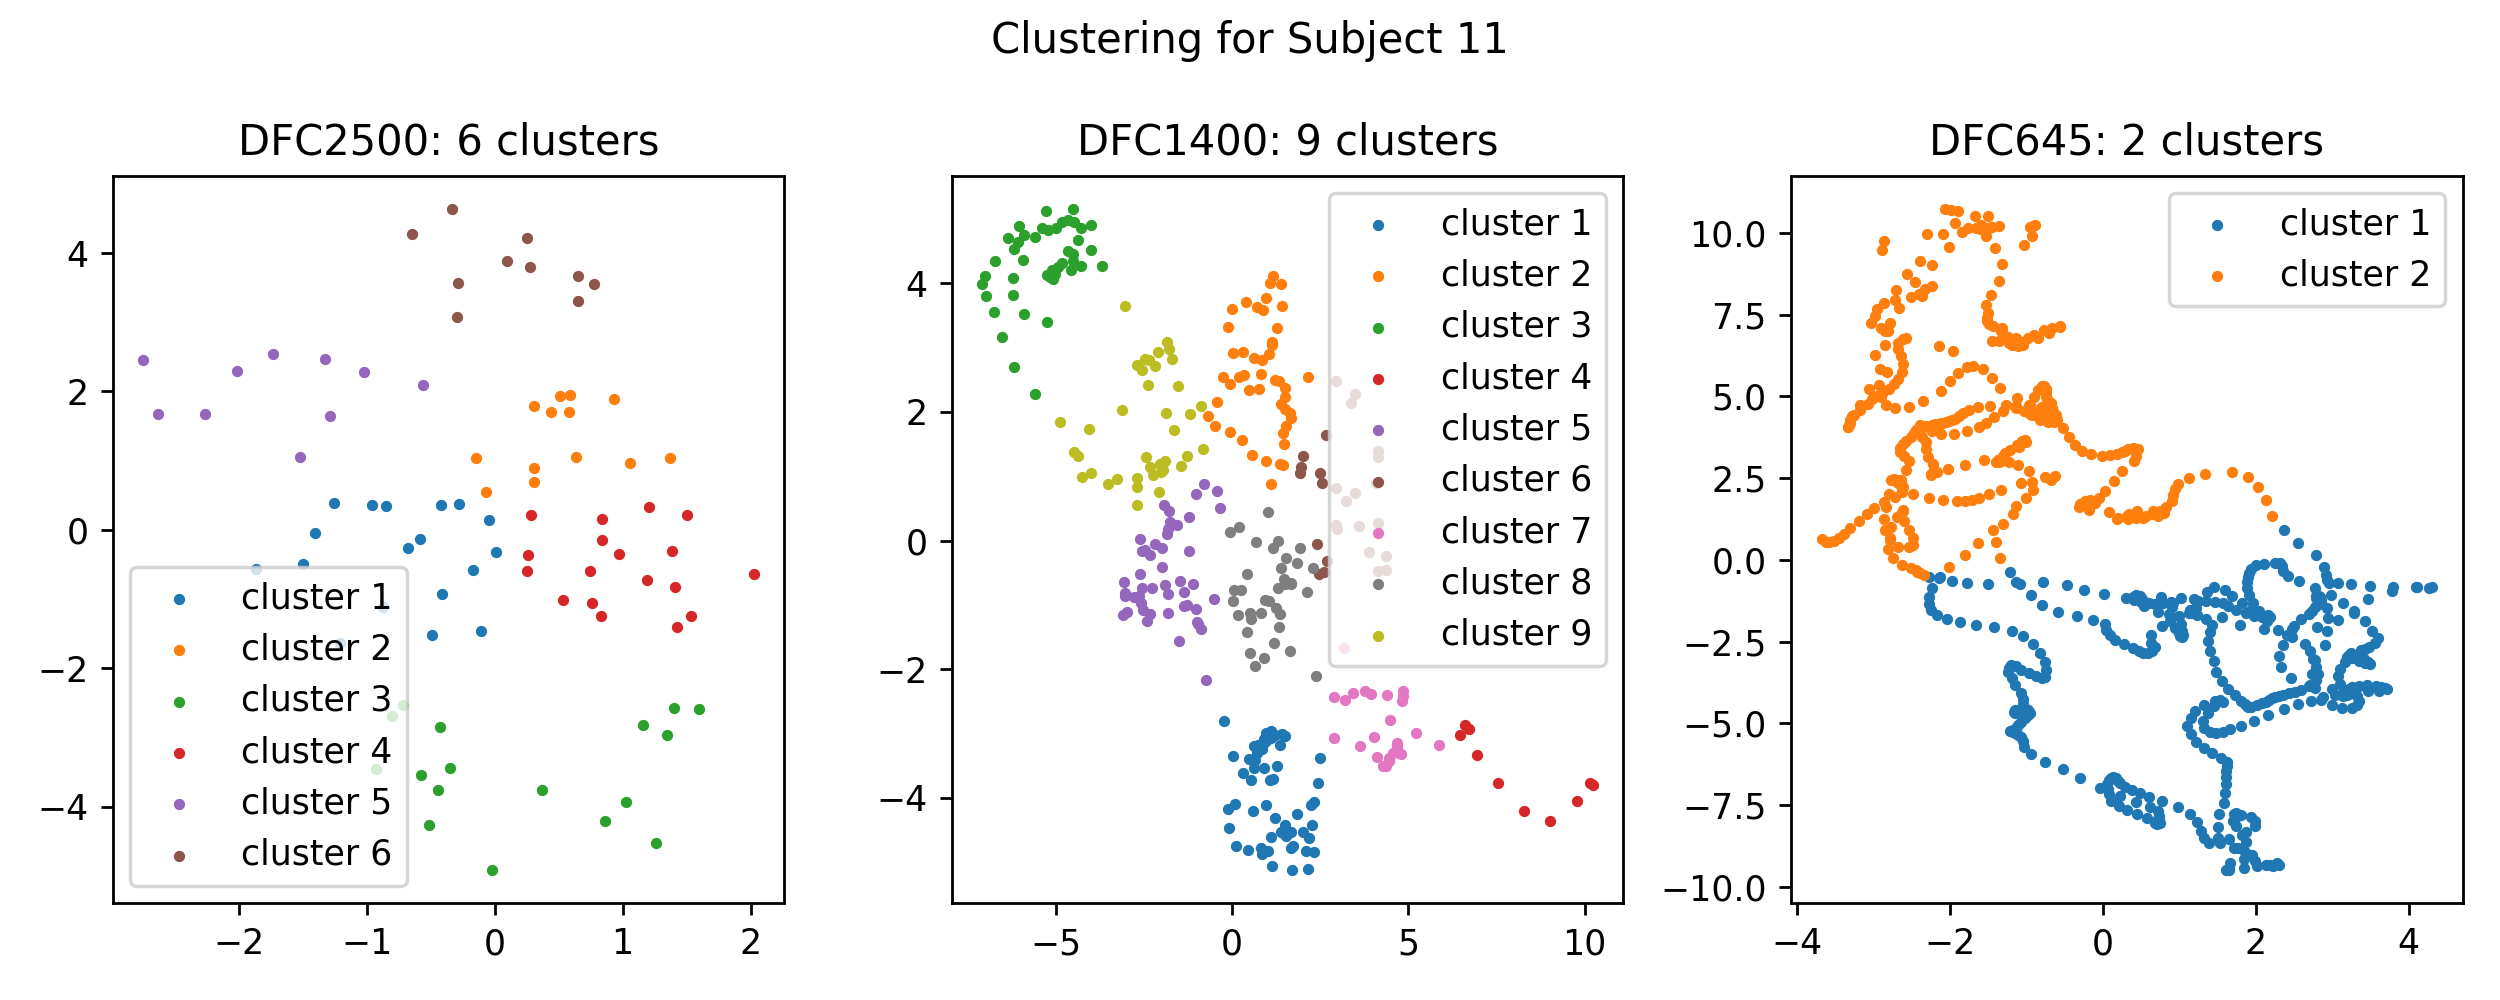 Clustering for Subject 11
DFC2500: 6 clusters
4
2
0
−2
−4
−2
−1
0
1
2
cluster 1
cluster 2
cluster 3
cluster 4
cluster 5
cluster 6
DFC1400: 9 clusters
4
2
0
−2
−4
−5
0
5
10
cluster 1
cluster 2
cluster 3
cluster 4
cluster 5
cluster 6
cluster 7
cluster 8
cluster 9
DFC645: 2 clusters
10.0
7.5
5.0
2.5
0.0
−2.5
−5.0
−7.5
−10.0
−4
−2
0
2
4
cluster 1
cluster 2